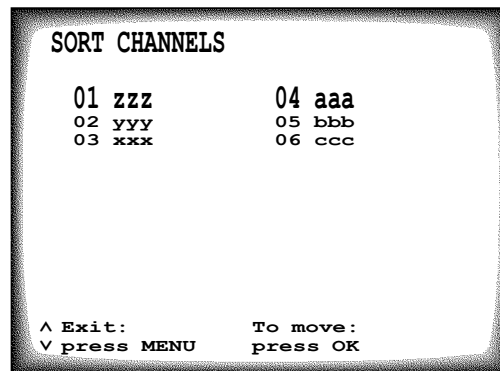 SORT CHANNELS
01 zzz 04 aaa
02 yyy 05 bbb
03 xxx 06 ccc
∧ Exit: To move:
∨ press MENU press OK